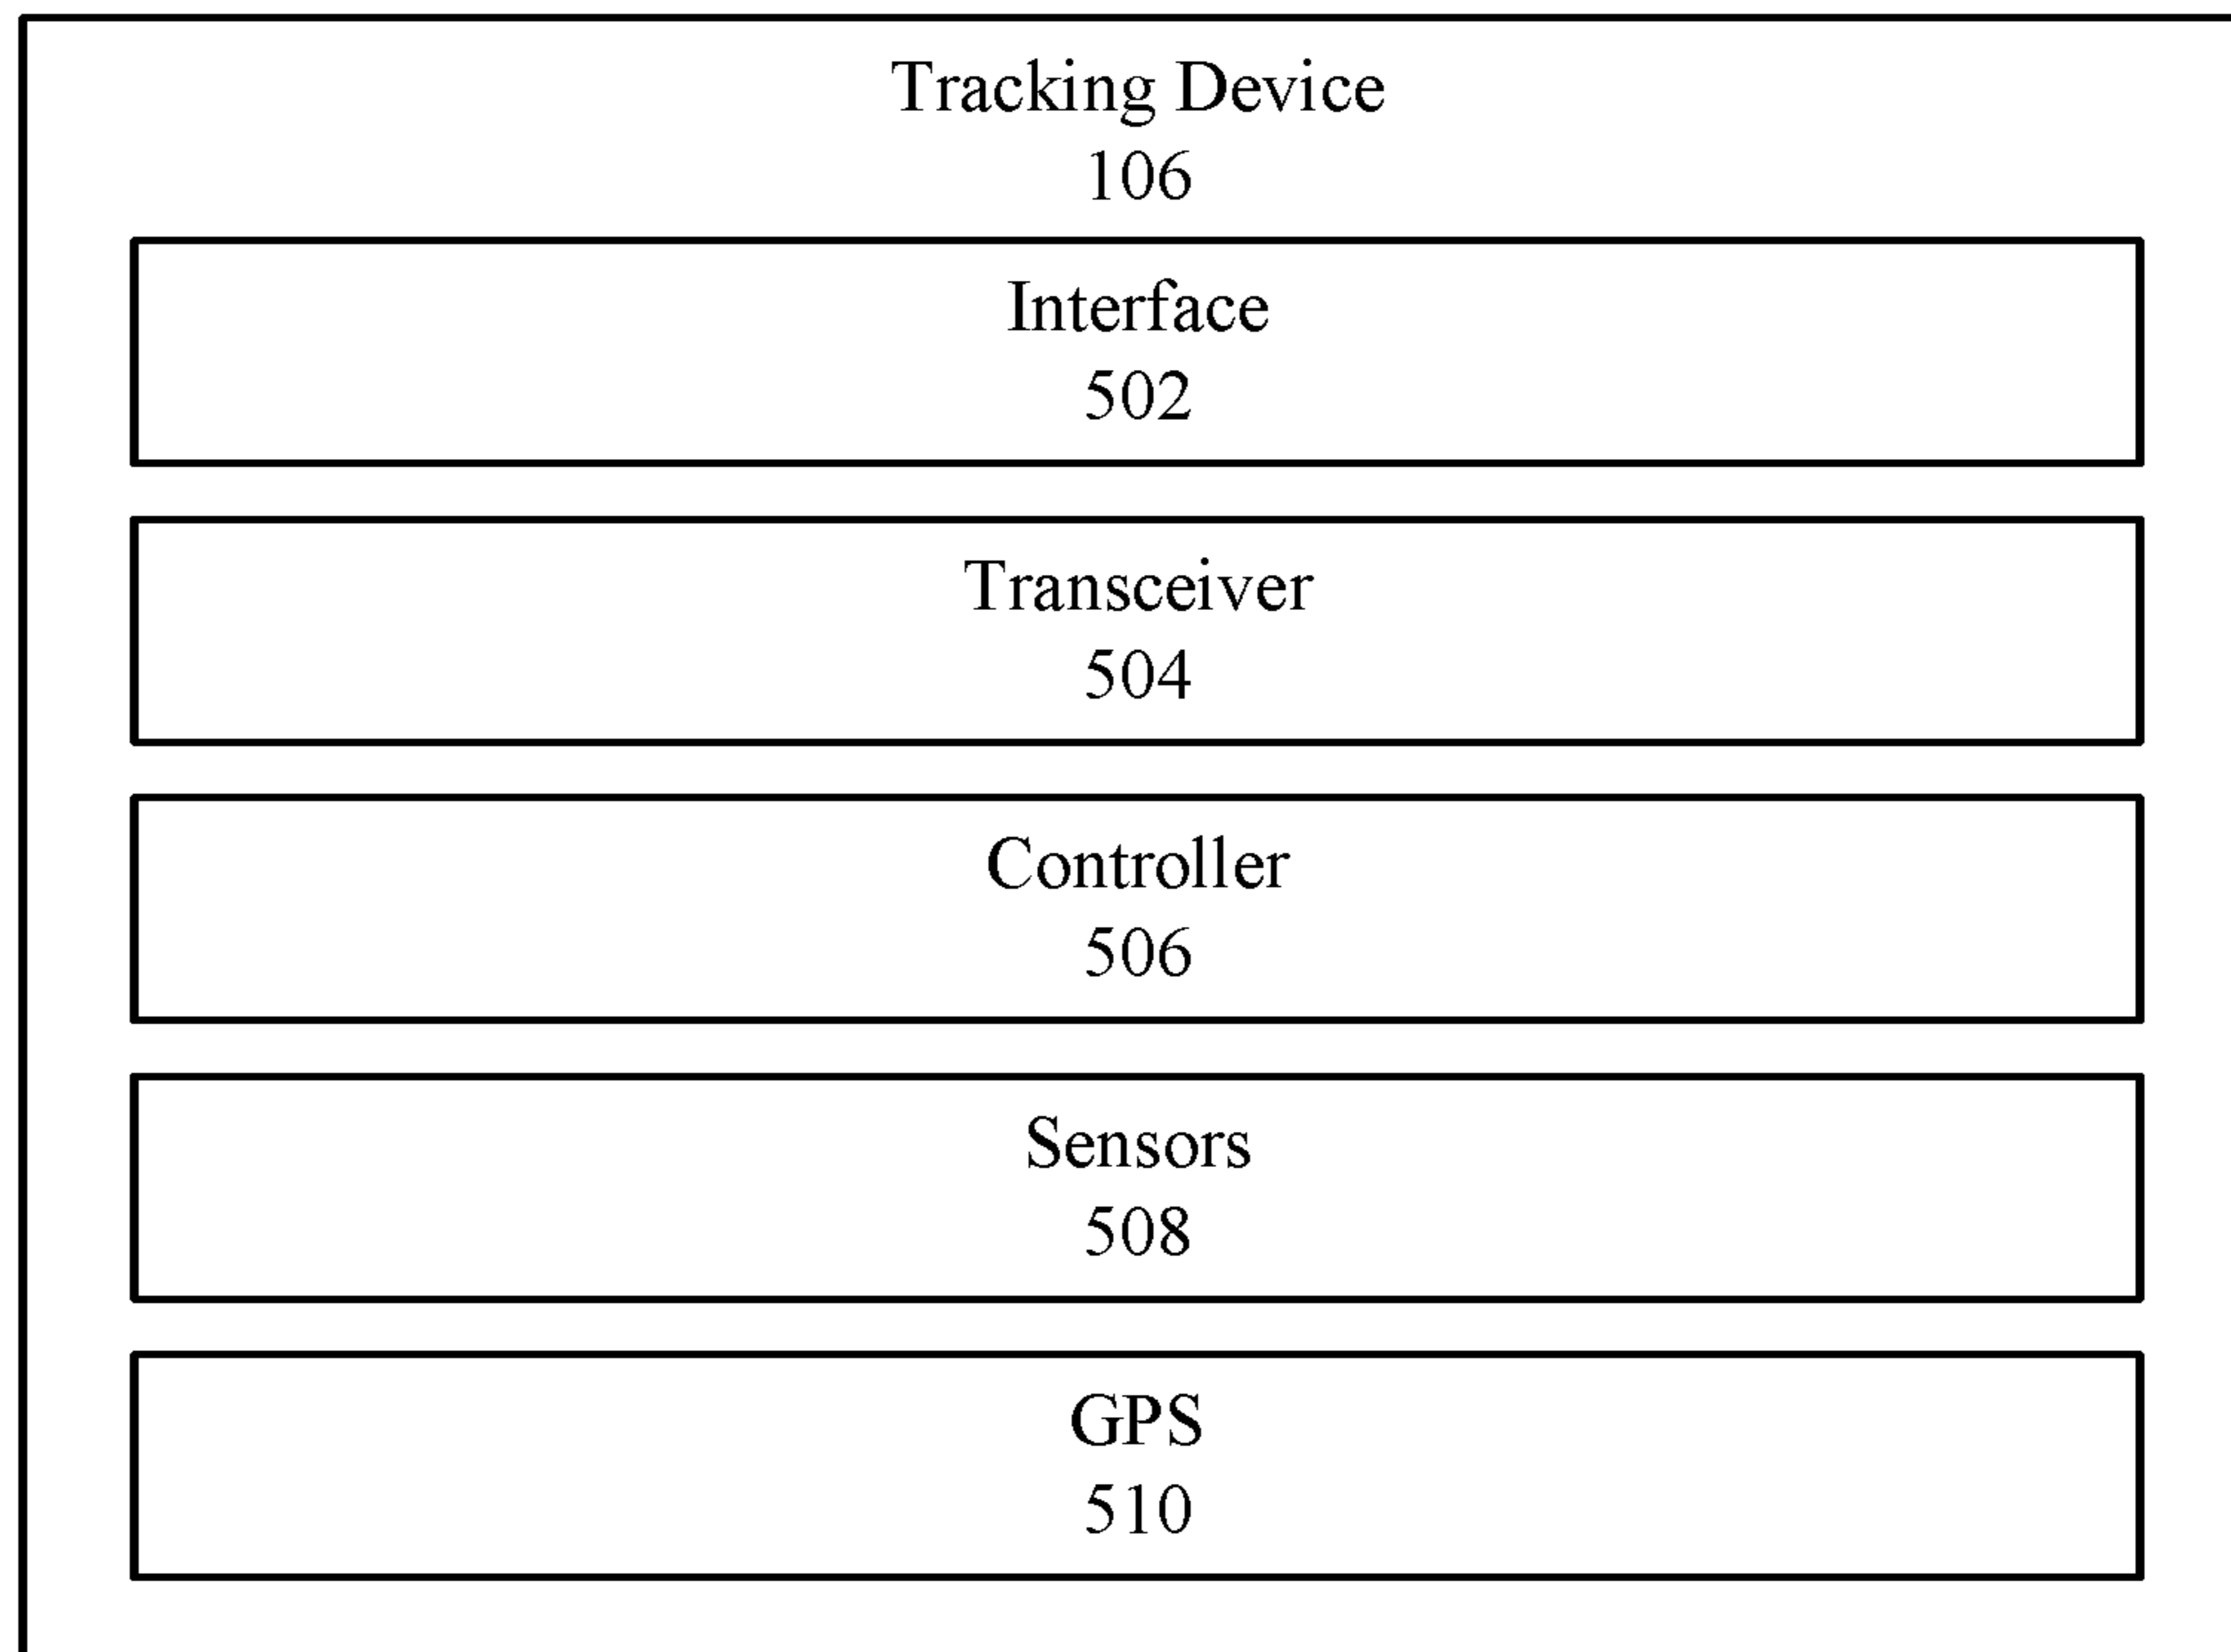 Tracking Device
106
Interface
502
Transceiver
504
Controller
506
Sensors
508
GPS
510